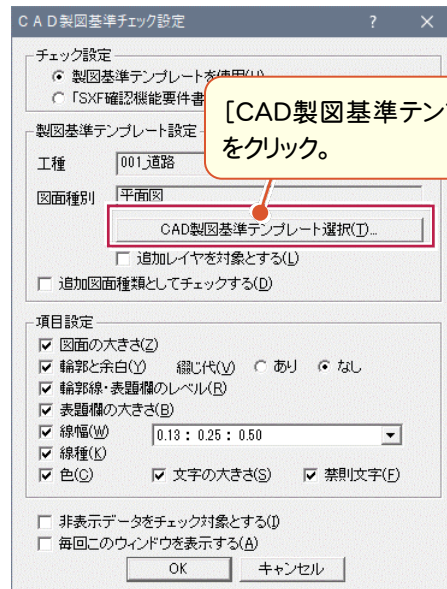 CAD製図基準チェック設定
チェック設定
製図基準テンプレートを使用(U)
「SXF確認機能要件書
[CAD製図基準テン
をクリック。
製図基準テンプレート設定
工種 001_道路
図面種別 平面図
CAD製図基準テンプレート選択(T)...
追加レイヤを対象とする(L)
追加図面種類としてチェックする(D)
項目設定
図面の大きさ(Z)
輪郭と余白(Y) 綴じ代(V) あり なし
輪郭線・表題欄のレベル(R)
表題欄の大きさ(B)
線幅(W) 0.13 : 0.25 : 0.50
線種(K)
色(C) 文字の大きさ(S) 禁則文字(F)
非表示データをチェック対象とする(I)
毎回このウィンドウを表示する(A)
OK キャンセル